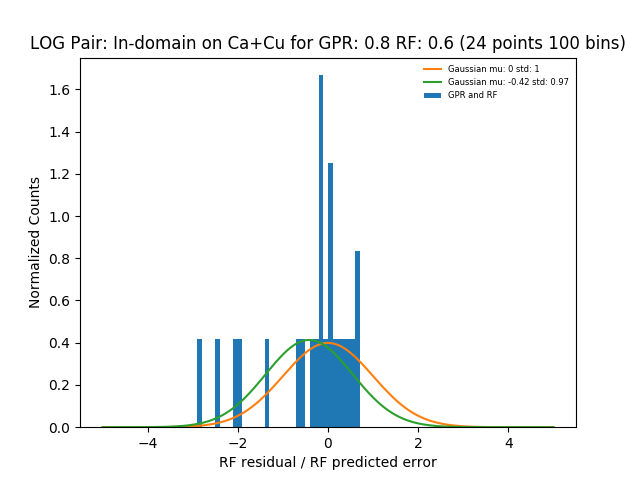 LOG Pair: In-domain on Ca+Cu for GPR: 0.8 RF: 0.6 (24 points 100 bins)
Gaussian mu: 0 std: 1
Gaussian mu: -0.42 std: 0.97
GPR and RF
Normalized Counts
1.6
1.4
1.2
1.0
0.8
0.6
0.4
0.2
0.0
−4
−2
0
2
4
RF residual / RF predicted error